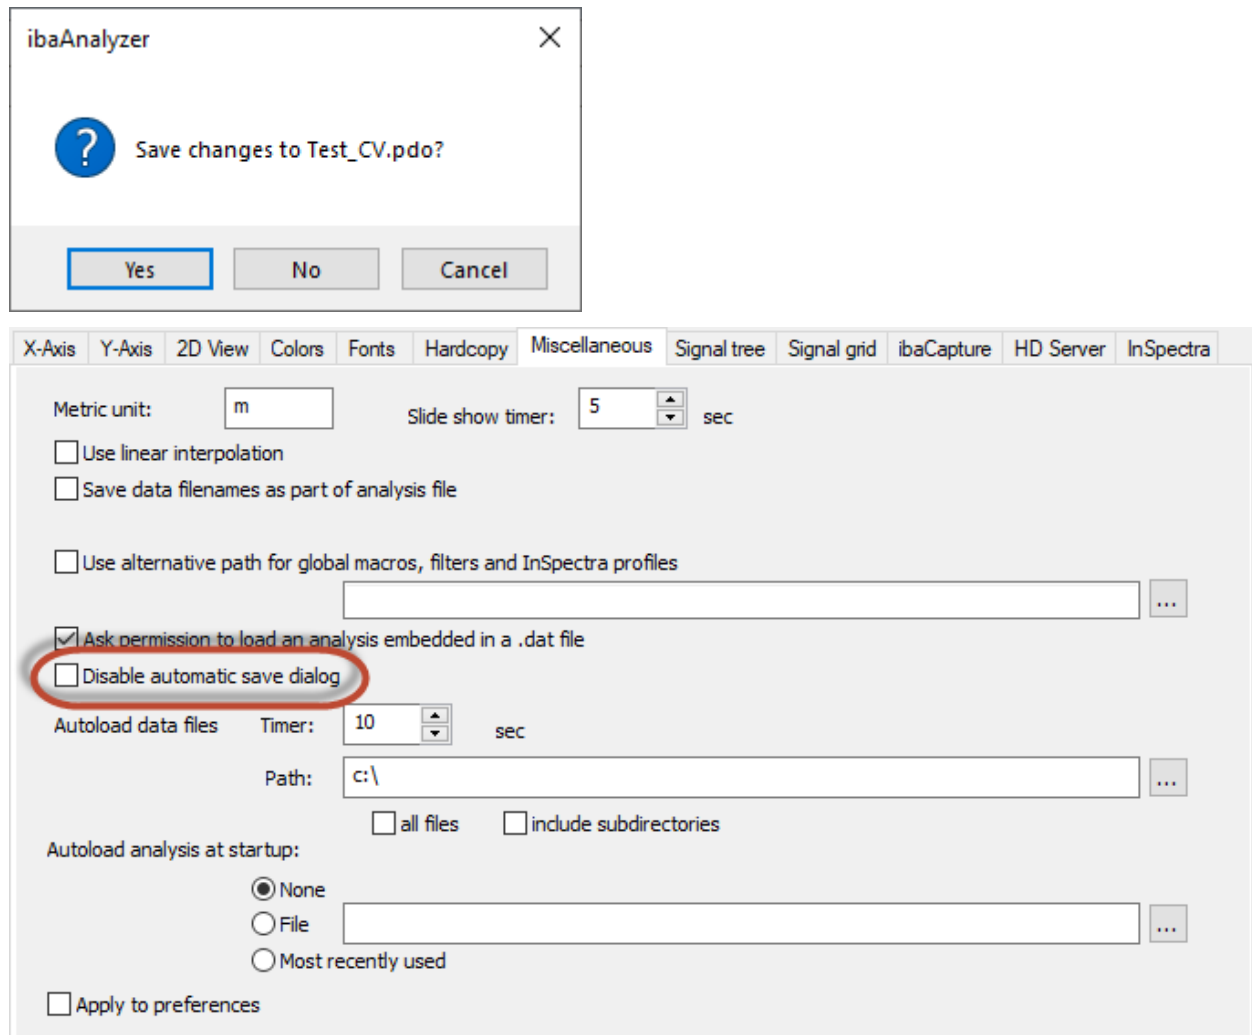 ibaAnalyzer
?
Save changes to Test_CV.pdo?
Yes No Cancel
X-Axis Y-Axis 2D View Colors Fonts Hardcopy Miscellaneous Signal tree Signal grid ibaCapture HD Server InSpectra
Metric unit: m Slide show timer: 5 sec
Use linear interpolation
Save data filenames as part of analysis file
Use alternative path for global macros, filters and InSpectra profiles
...
Ask permission to load an analysis embedded in a .dat file
Disable automatic save dialog
Autoload data files Timer: 10 sec
Path: c:\ ...
all files include subdirectories
Autoload analysis at startup:
None
File ...
Most recently used
Apply to preferences